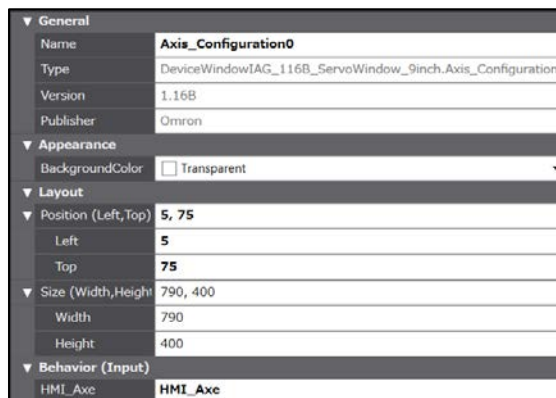 General
Name Axis_Configuration0
Type DeviceWindowIAG_116B_ServoWindow_9inch.Axis_Configuration
Version 1.16B
Publisher Omron
Appearance
BackgroundColor Transparent
Layout
Position (Left,Top) 5, 75
Left 5
Top 75
Size (Width,Height 790, 400
Width 790
Height 400
Behavior (Input)
HMI_Axe HMI_Axe